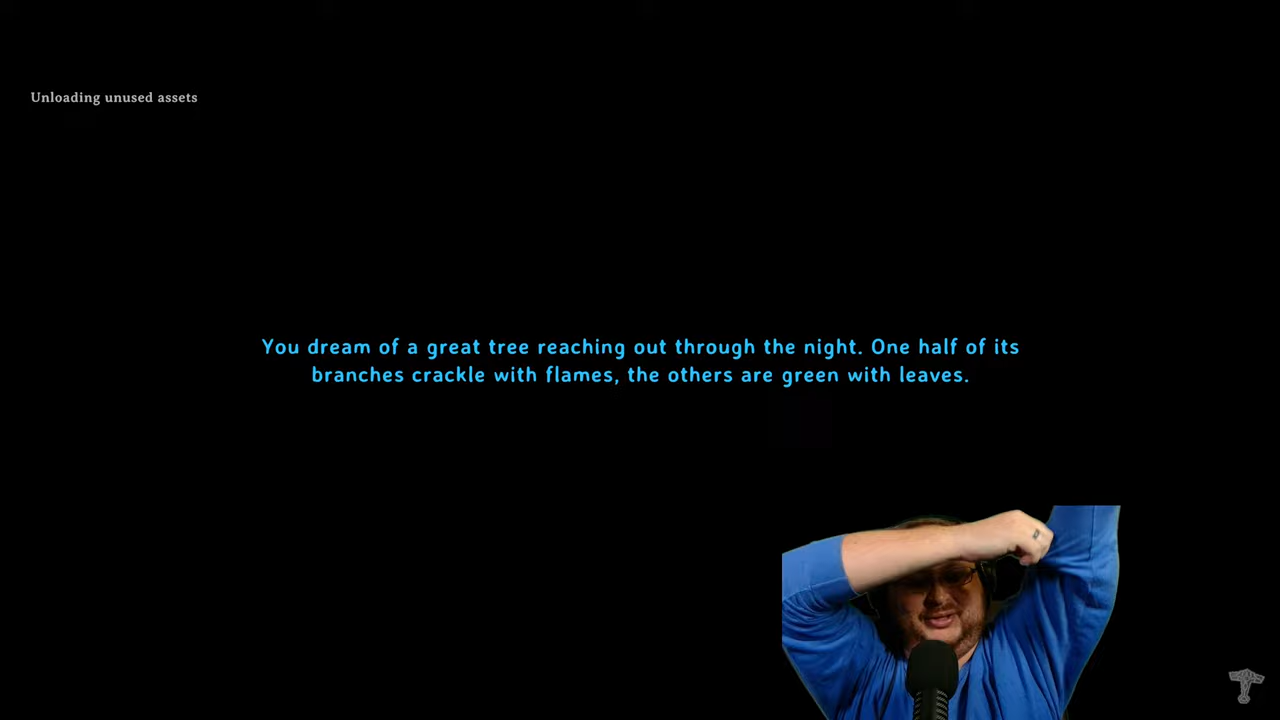 Unloading unused assets
You dream of a great tree reaching out through the night. One half of its
branches crackle with flames, the others are green with leaves.